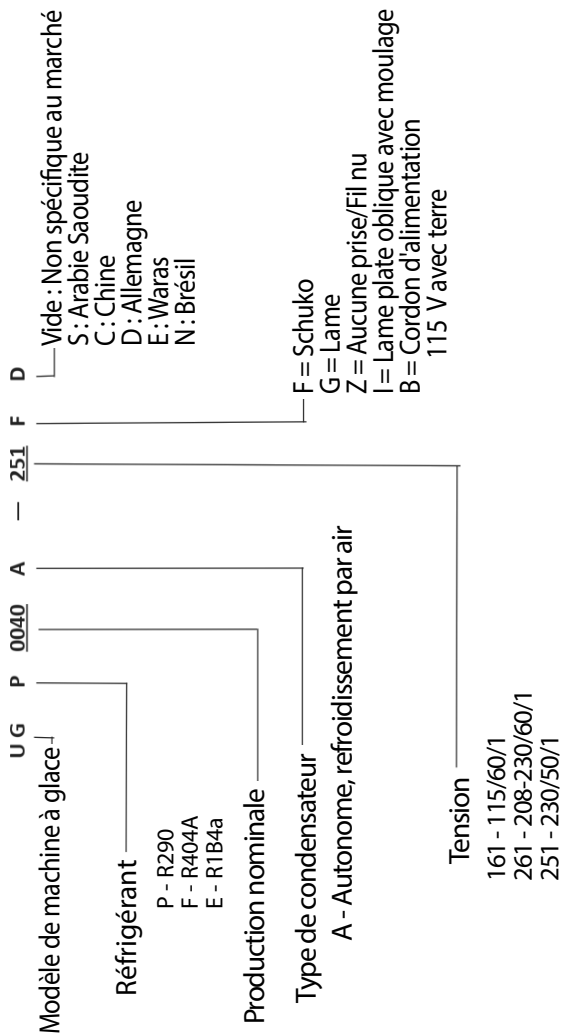 U G P 0040 A — 251 F D
Modèle de machine à glace
Réfrigérant
P - R290
F - R404A
E - R1B4a
Production nominale
Type de condensateur
A - Autonome, refroidissement par air
Tension
161 - 115/60/1
261 - 208-230/60/1
251 - 230/50/1
Vide : Non spécifique au marché
S : Arabie Saoudite
C : Chine
D : Allemagne
E : Waras
N : Brésil
F = Schuko
G = Lame
Z = Aucune prise/Fil nu
I = Lame plate oblique avec moulage
B = Cordon d'alimentation
115 V avec terre